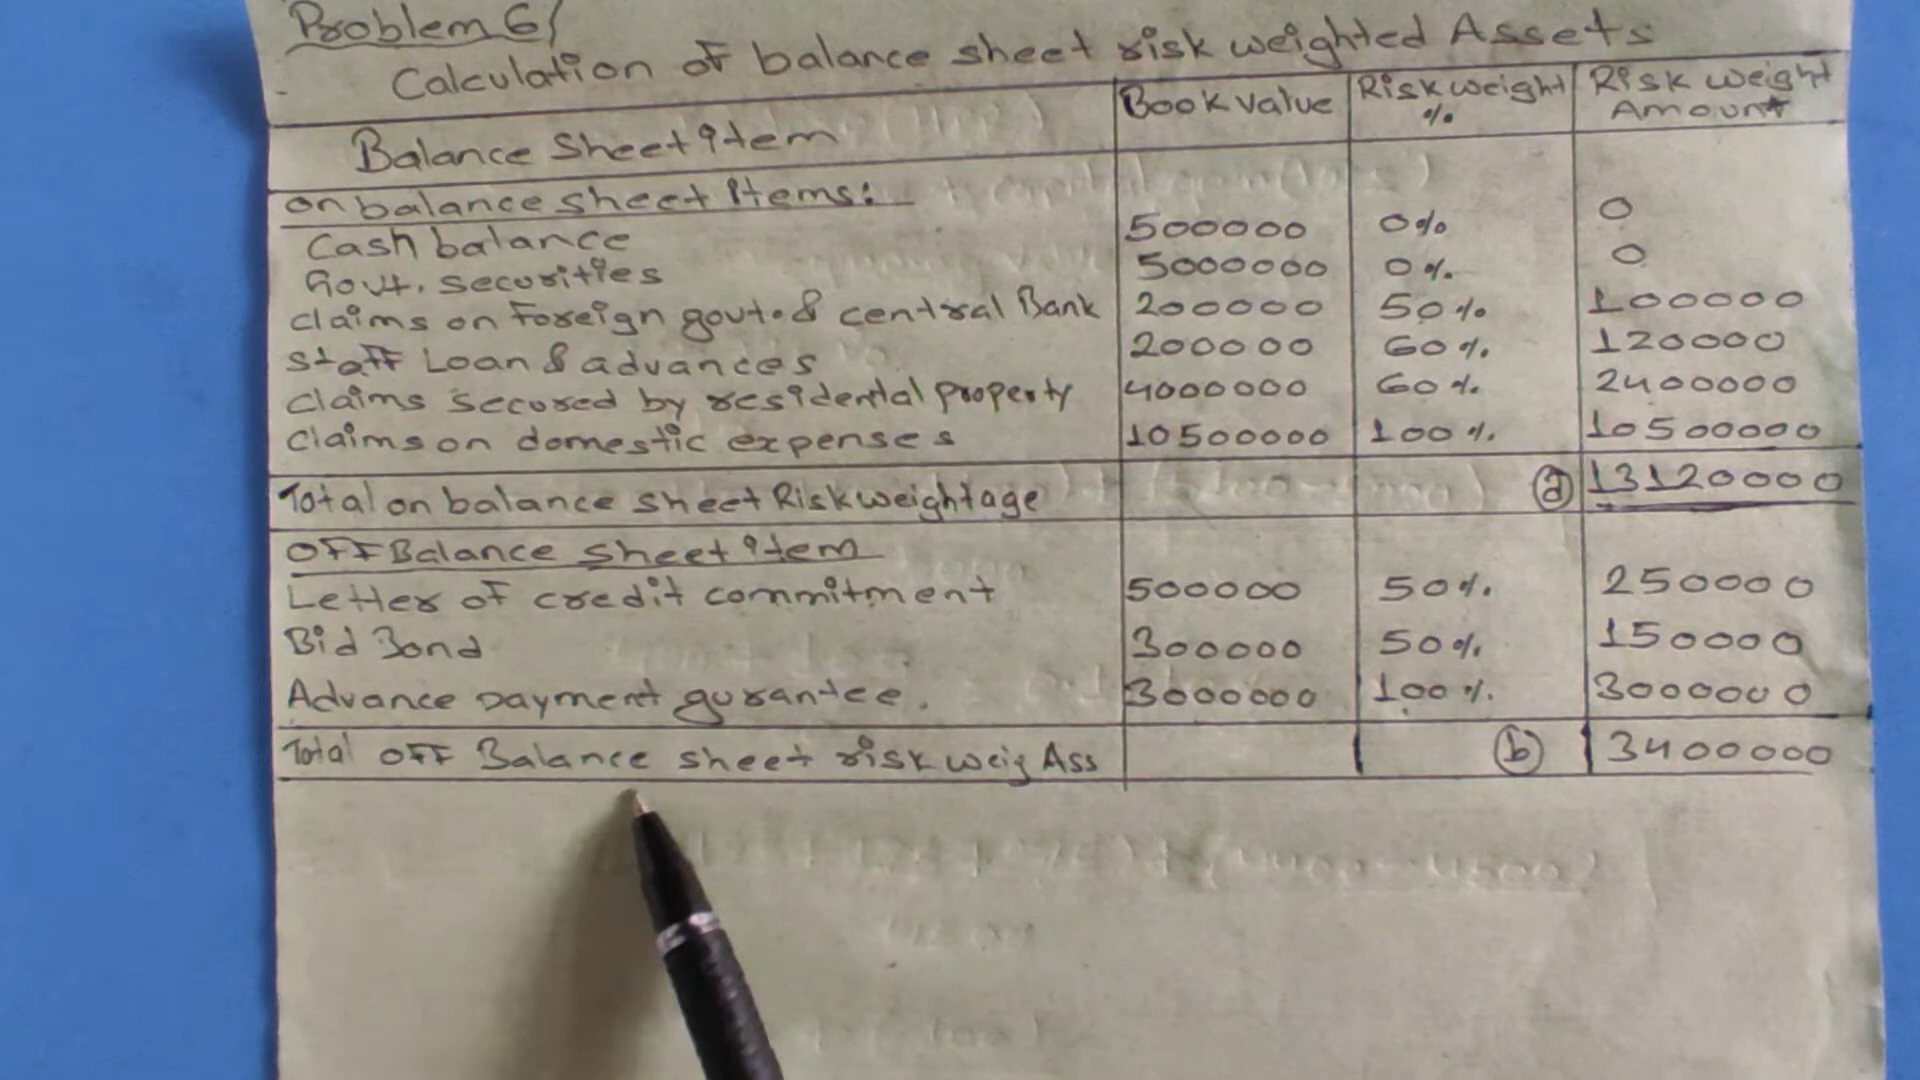 Problem 6/
Calculation of balance sheet risk weighted Assets
Balance Sheet item Book value Risk weight % Risk weight Amount
on balance sheet items:
Cash balance 500000 0% 0
Govt. securities 5000000 0% 0
claims on Foreign govt. & central Bank 200000 50% 100000
Staff Loan & advances 200000 60% 120000
claims secured by residental property 4000000 60% 2400000
claims on domestic expenses 10500000 100% 10500000
Total on balance sheet Risk weightage (a) 13120000
OFF Balance sheet item
Letter of credit commitment 500000 50% 250000
Bid Bond 300000 50% 150000
Advance payment gurantee. 3000000 100% 3000000
Total OFF Balance sheet risk weig Ass (b) 3400000